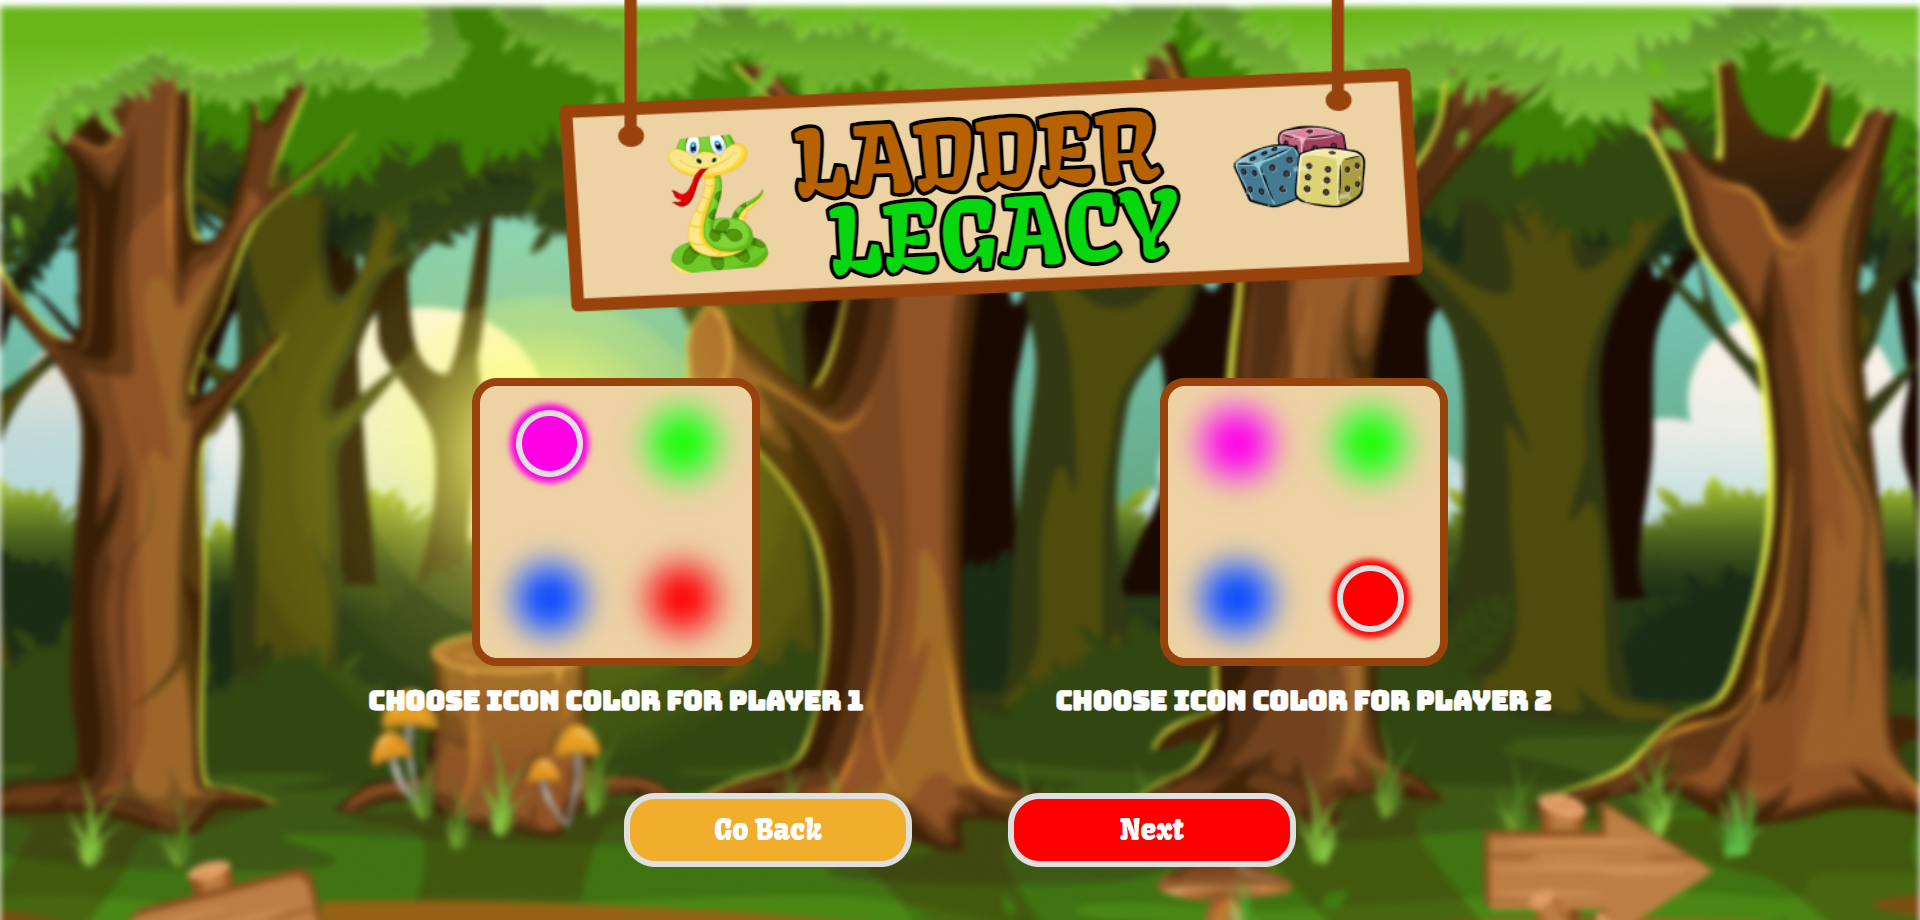 LADDER
LEGACY
CHOOSE ICON COLOR FOR PLAYER 1
CHOOSE ICON COLOR FOR PLAYER 2
Go Back
Next